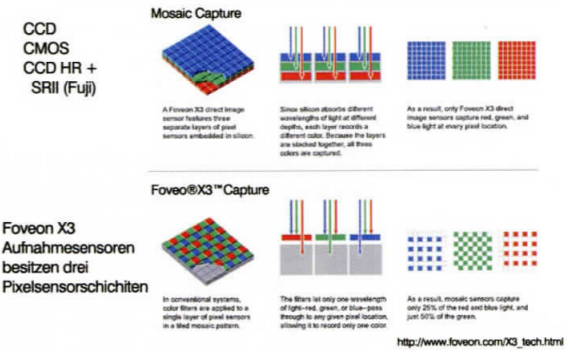 Mosaic Capture
CCD
CMOS
CCD HR +
SRII (Fuji)
A Foveon X3 direct image
sensor features three
separate layers of pixel
sensors embedded in silicon.
Since silicon absorbs different
wavelengths of light at different
depths, each layer records a
different color. Because the layers
are stacked together, all three
colors are captured.
As a result, only Foveon X3 direct
image sensors capture red, green, and
blue light at every pixel location.
Foveo®X3™Capture
Foveon X3
Aufnahmesensoren
besitzen drei
Pixelsensorschichiten
In conventional systems,
color filters are applied to a
single layer of pixel sensors
in a tiled mosaic pattern.
The filters let only one wavelength
of light-red, green, or blue-pass
through to any given pixel location,
allowing it to record only one color.
As a result, mosaic sensors capture
only 25% of the red and blue light, and
just 50% of the green.
http://www.foveon.com/X3_tech.html